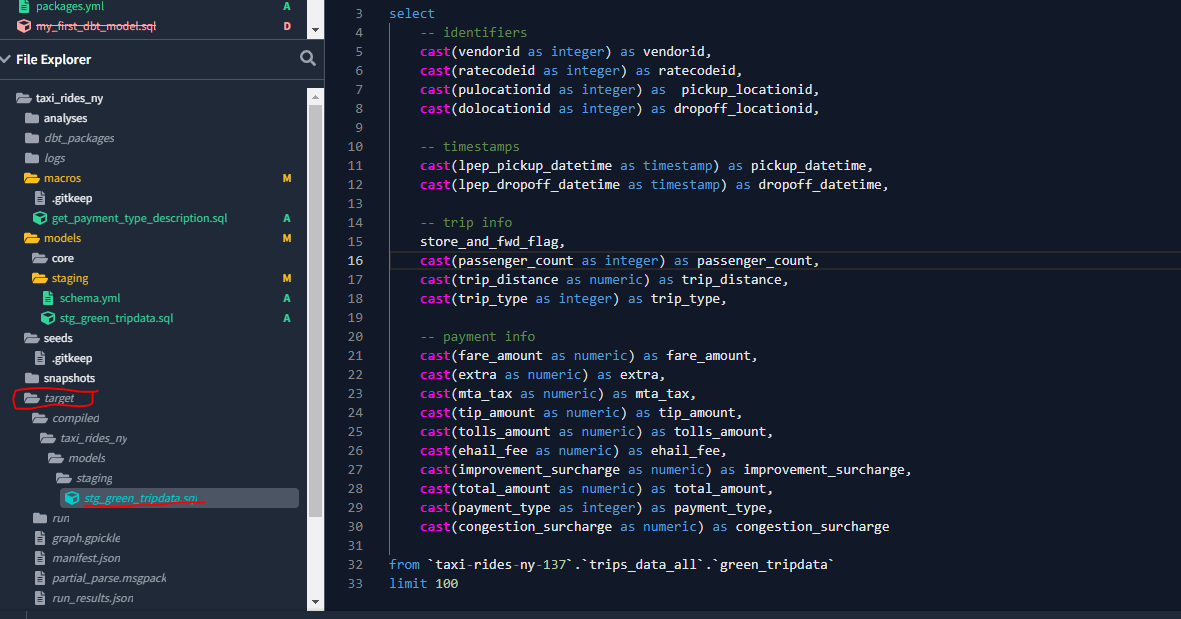 packages.yml A
my_first_dbt_model.sql D
File Explorer
taxi_rides_ny
analyses
dbt_packages
logs
macros M
.gitkeep
get_payment_type_description.sql A
models M
core
staging M
schema.yml A
stg_green_tripdata.sql A
seeds
.gitkeep
snapshots
target
compiled
taxi_rides_ny
models
staging
stg_green_tripdata.sql
run
graph.gpickle
manifest.json
partial_parse.msgpack
run_results.json
3 select
4 -- identifiers
5 cast(vendorid as integer) as vendorid,
6 cast(ratecodeid as integer) as ratecodeid,
7 cast(pulocationid as integer) as  pickup_locationid,
8 cast(dolocationid as integer) as dropoff_locationid,
9
10 -- timestamps
11 cast(lpep_pickup_datetime as timestamp) as pickup_datetime,
12 cast(lpep_dropoff_datetime as timestamp) as dropoff_datetime,
13
14 -- trip info
15 store_and_fwd_flag,
16 cast(passenger_count as integer) as passenger_count,
17 cast(trip_distance as numeric) as trip_distance,
18 cast(trip_type as integer) as trip_type,
19
20 -- payment info
21 cast(fare_amount as numeric) as fare_amount,
22 cast(extra as numeric) as extra,
23 cast(mta_tax as numeric) as mta_tax,
24 cast(tip_amount as numeric) as tip_amount,
25 cast(tolls_amount as numeric) as tolls_amount,
26 cast(ehail_fee as numeric) as ehail_fee,
27 cast(improvement_surcharge as numeric) as improvement_surcharge,
28 cast(total_amount as numeric) as total_amount,
29 cast(payment_type as integer) as payment_type,
30 cast(congestion_surcharge as numeric) as congestion_surcharge
31
32 from `taxi-rides-ny-137`.`trips_data_all`.`green_tripdata`
33 limit 100